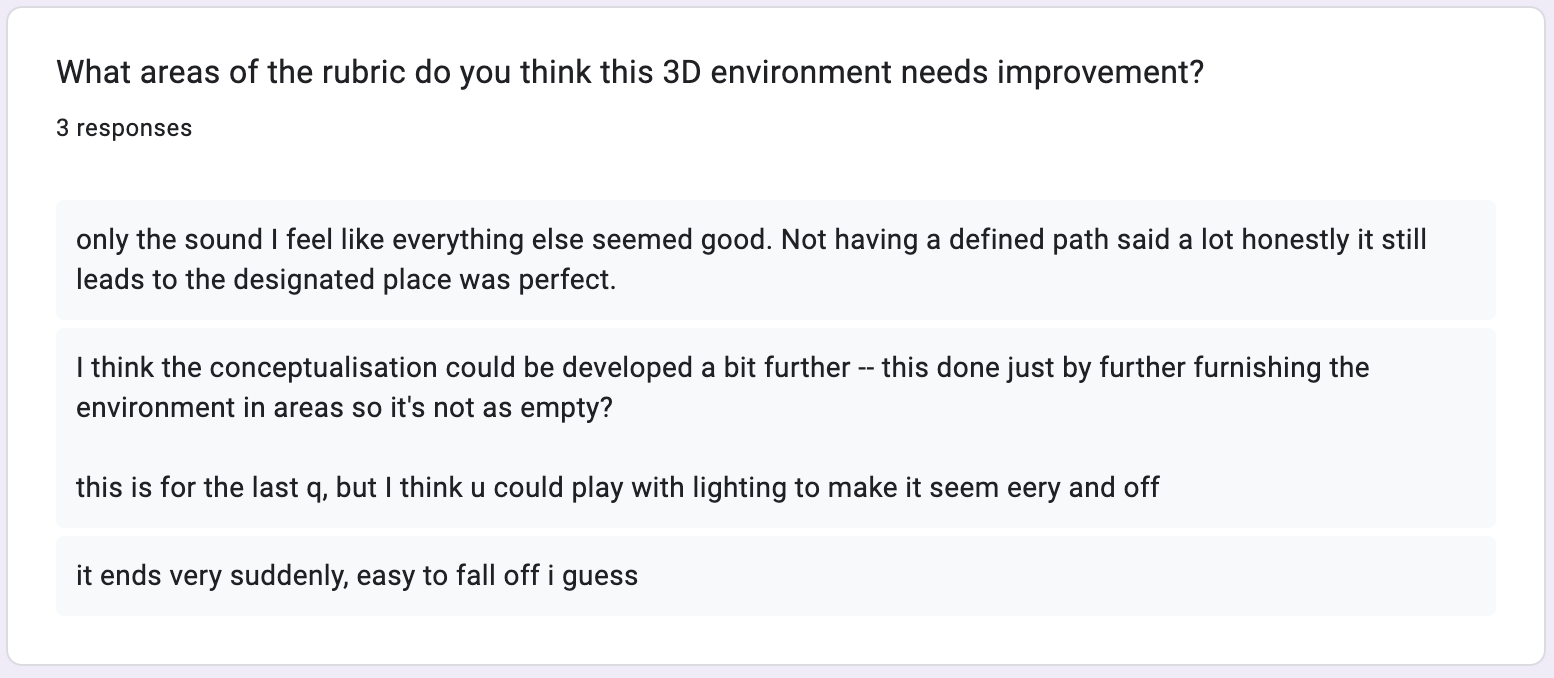 What areas of the rubric do you think this 3D environment needs improvement?
3 responses
only the sound I feel like everything else seemed good. Not having a defined path said a lot honestly it still
leads to the designated place was perfect.
I think the conceptualisation could be developed a bit further -- this done just by further furnishing the
environment in areas so it's not as empty?
this is for the last q, but I think u could play with lighting to make it seem eery and off
it ends very suddenly, easy to fall off i guess